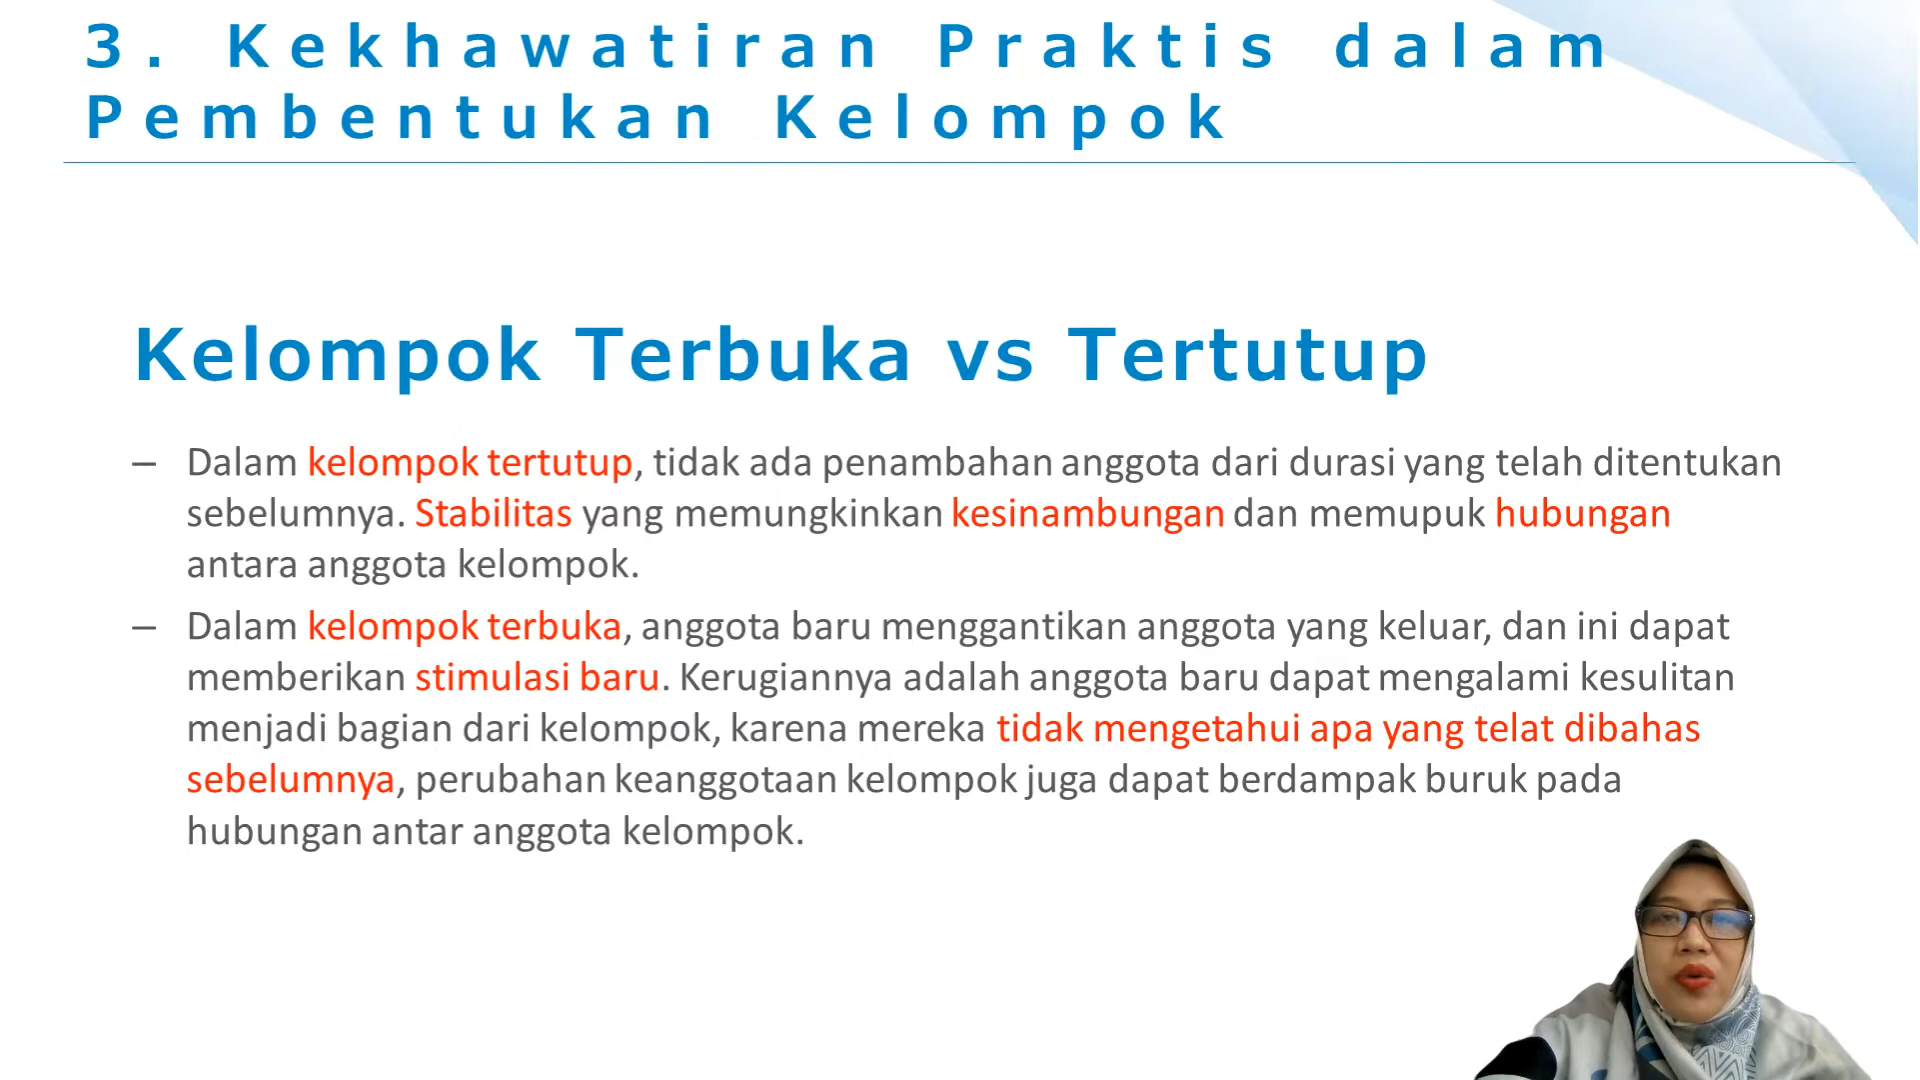 3. Kekhawatiran Praktis dalam
Pembentukan Kelompok
Kelompok Terbuka vs Tertutup
– Dalam kelompok tertutup, tidak ada penambahan anggota dari durasi yang telah ditentukan
sebelumnya. Stabilitas yang memungkinkan kesinambungan dan memupuk hubungan
antara anggota kelompok.
– Dalam kelompok terbuka, anggota baru menggantikan anggota yang keluar, dan ini dapat
memberikan stimulasi baru. Kerugiannya adalah anggota baru dapat mengalami kesulitan
menjadi bagian dari kelompok, karena mereka tidak mengetahui apa yang telat dibahas
sebelumnya, perubahan keanggotaan kelompok juga dapat berdampak buruk pada
hubungan antar anggota kelompok.